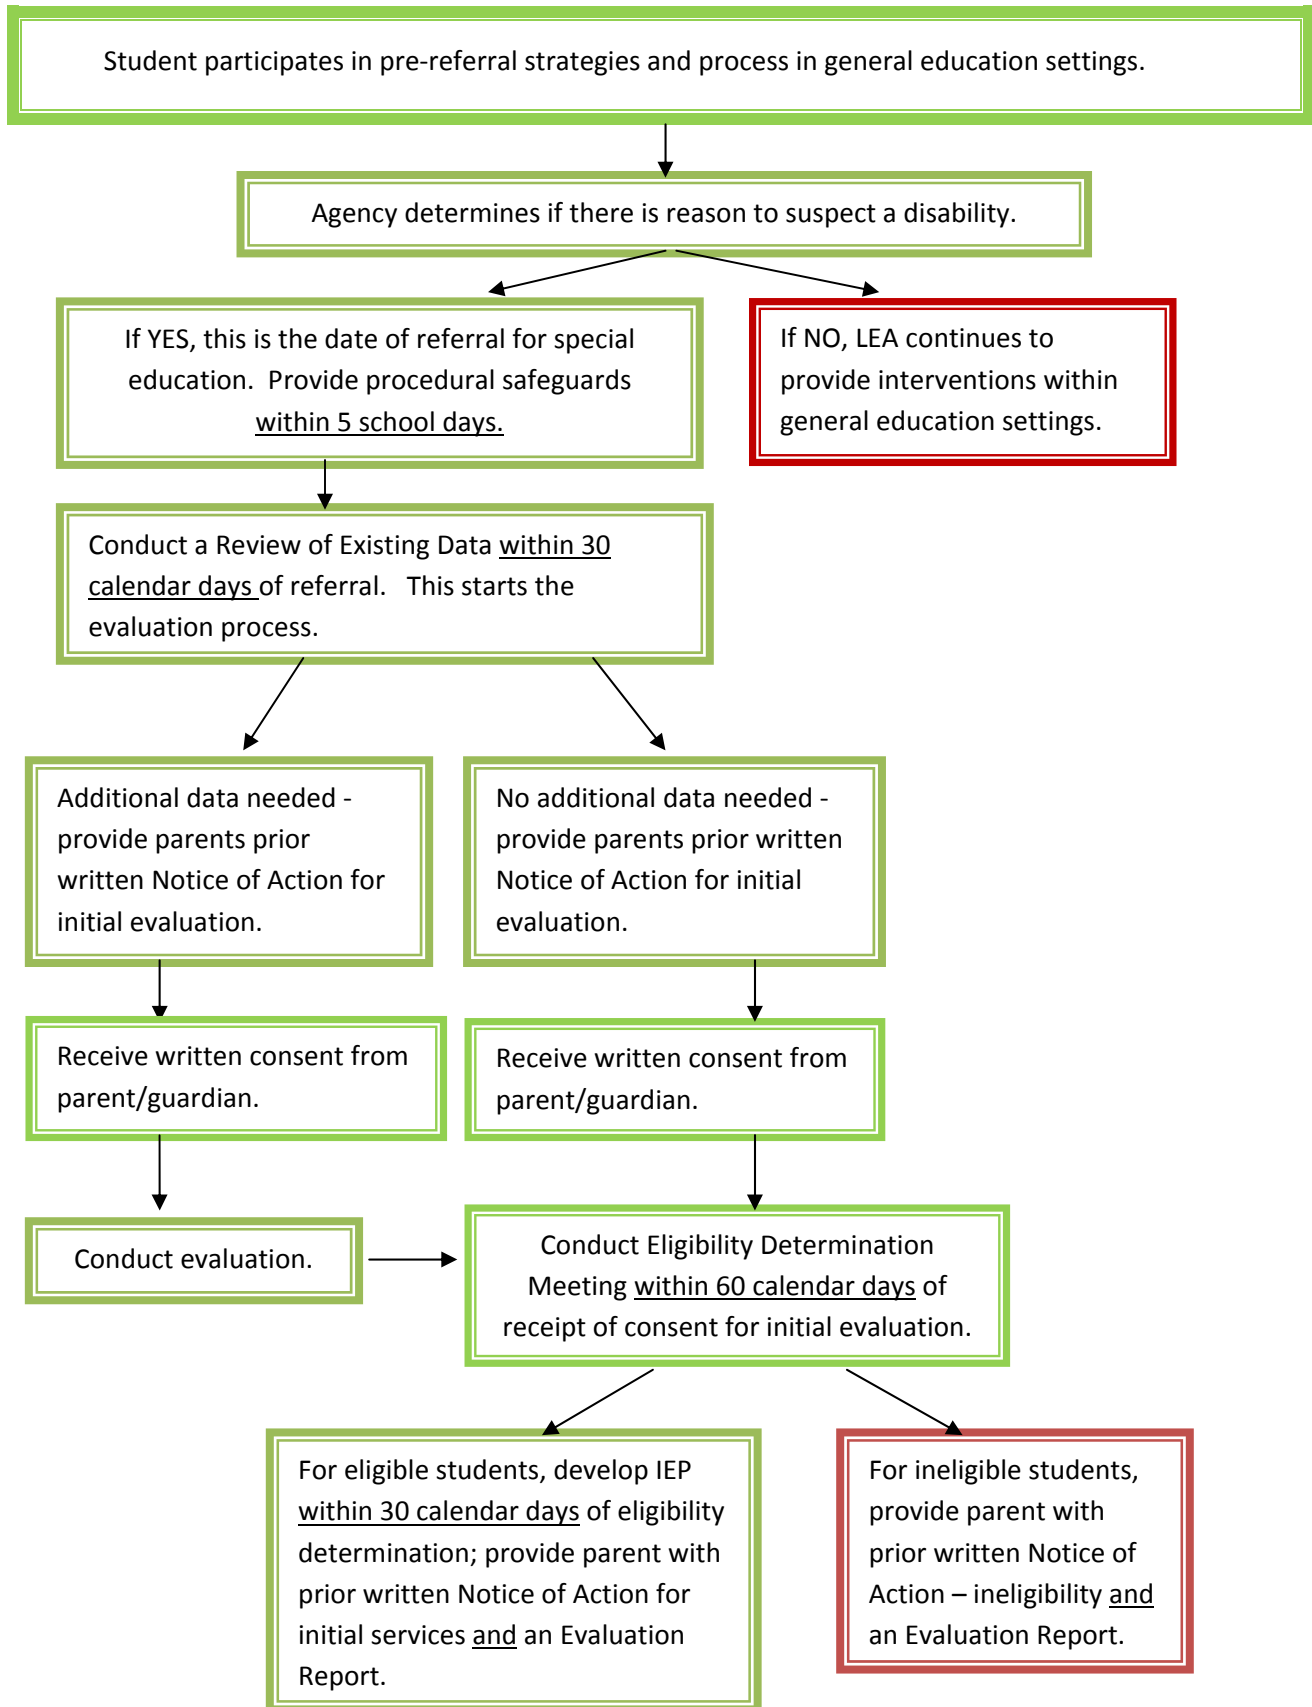 Student participates in pre-referral strategies and process in general education settings.
Agency determines if there is reason to suspect a disability.
If YES, this is the date of referral for special
education.  Provide procedural safeguards
within 5 school days.
If NO, LEA continues to
provide interventions within
general education settings.
Conduct a Review of Existing Data within 30
calendar days of referral.   This starts the
evaluation process.
Additional data needed -
provide parents prior
written Notice of Action for
initial evaluation.
No additional data needed -
provide parents prior written
Notice of Action for initial
evaluation.
Receive written consent from
parent/guardian.
Receive written consent from
parent/guardian.
Conduct evaluation.
Conduct Eligibility Determination
Meeting within 60 calendar days of
receipt of consent for initial evaluation.
For eligible students, develop IEP
within 30 calendar days of eligibility
determination; provide parent with
prior written Notice of Action for
initial services and an Evaluation
Report.
For ineligible students,
provide parent with
prior written Notice of
Action – ineligibility and
an Evaluation Report.